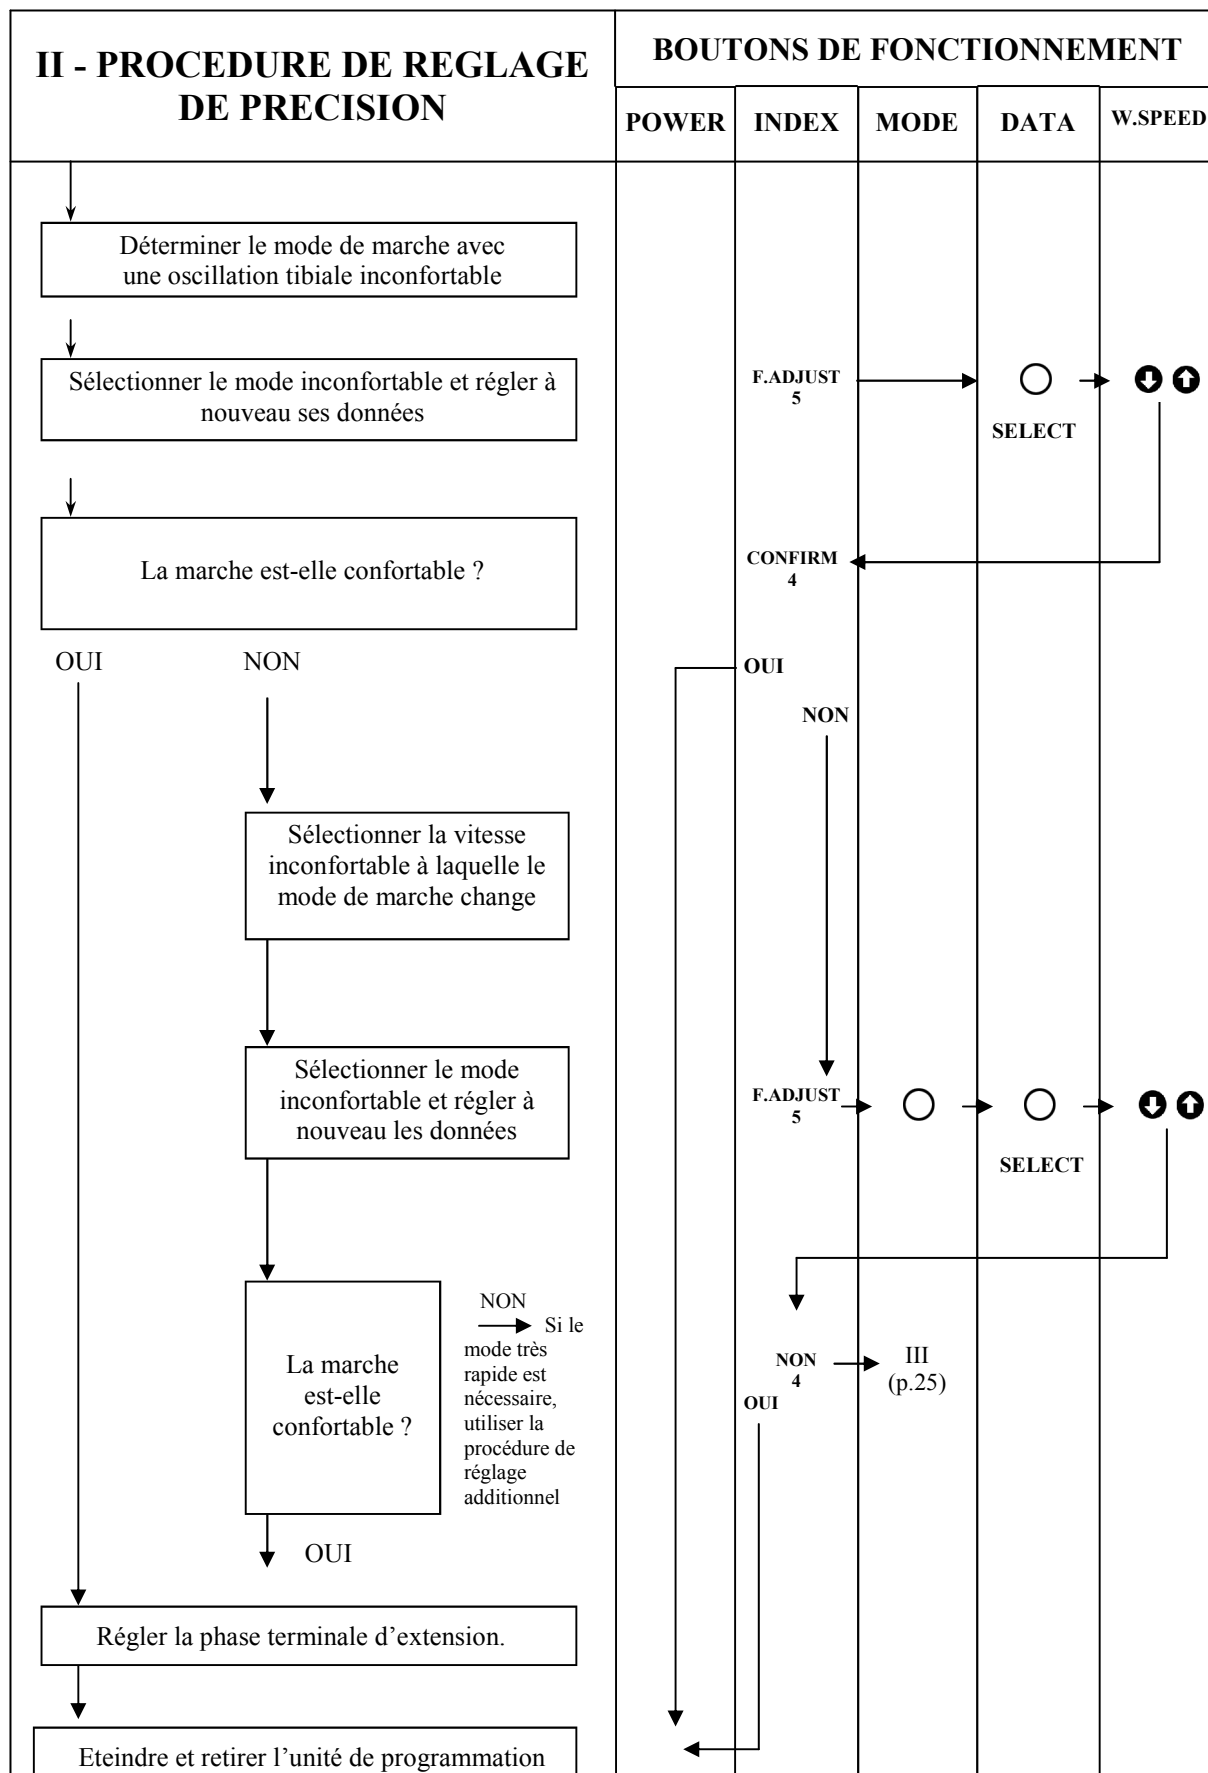 II - PROCEDURE DE REGLAGE
DE PRECISION
BOUTONS DE FONCTIONNEMENT
POWER INDEX MODE DATA W.SPEED
Déterminer le mode de marche avec
une oscillation tibiale inconfortable
Sélectionner le mode inconfortable et régler à
nouveau ses données
F.ADJUST
5
SELECT
La marche est-elle confortable ?
CONFIRM
4
OUI NON
OUI
NON
Sélectionner la vitesse
inconfortable à laquelle le
mode de marche change
Sélectionner le mode
inconfortable et régler à
nouveau les données
F.ADJUST
5
SELECT
La marche
est-elle
confortable ?
NON
Si le
mode très
rapide est
nécessaire,
utiliser la
procédure de
réglage
additionnel
NON
4
III
(p.25)
OUI
OUI
Régler la phase terminale d’extension.
Eteindre et retirer l’unité de programmation